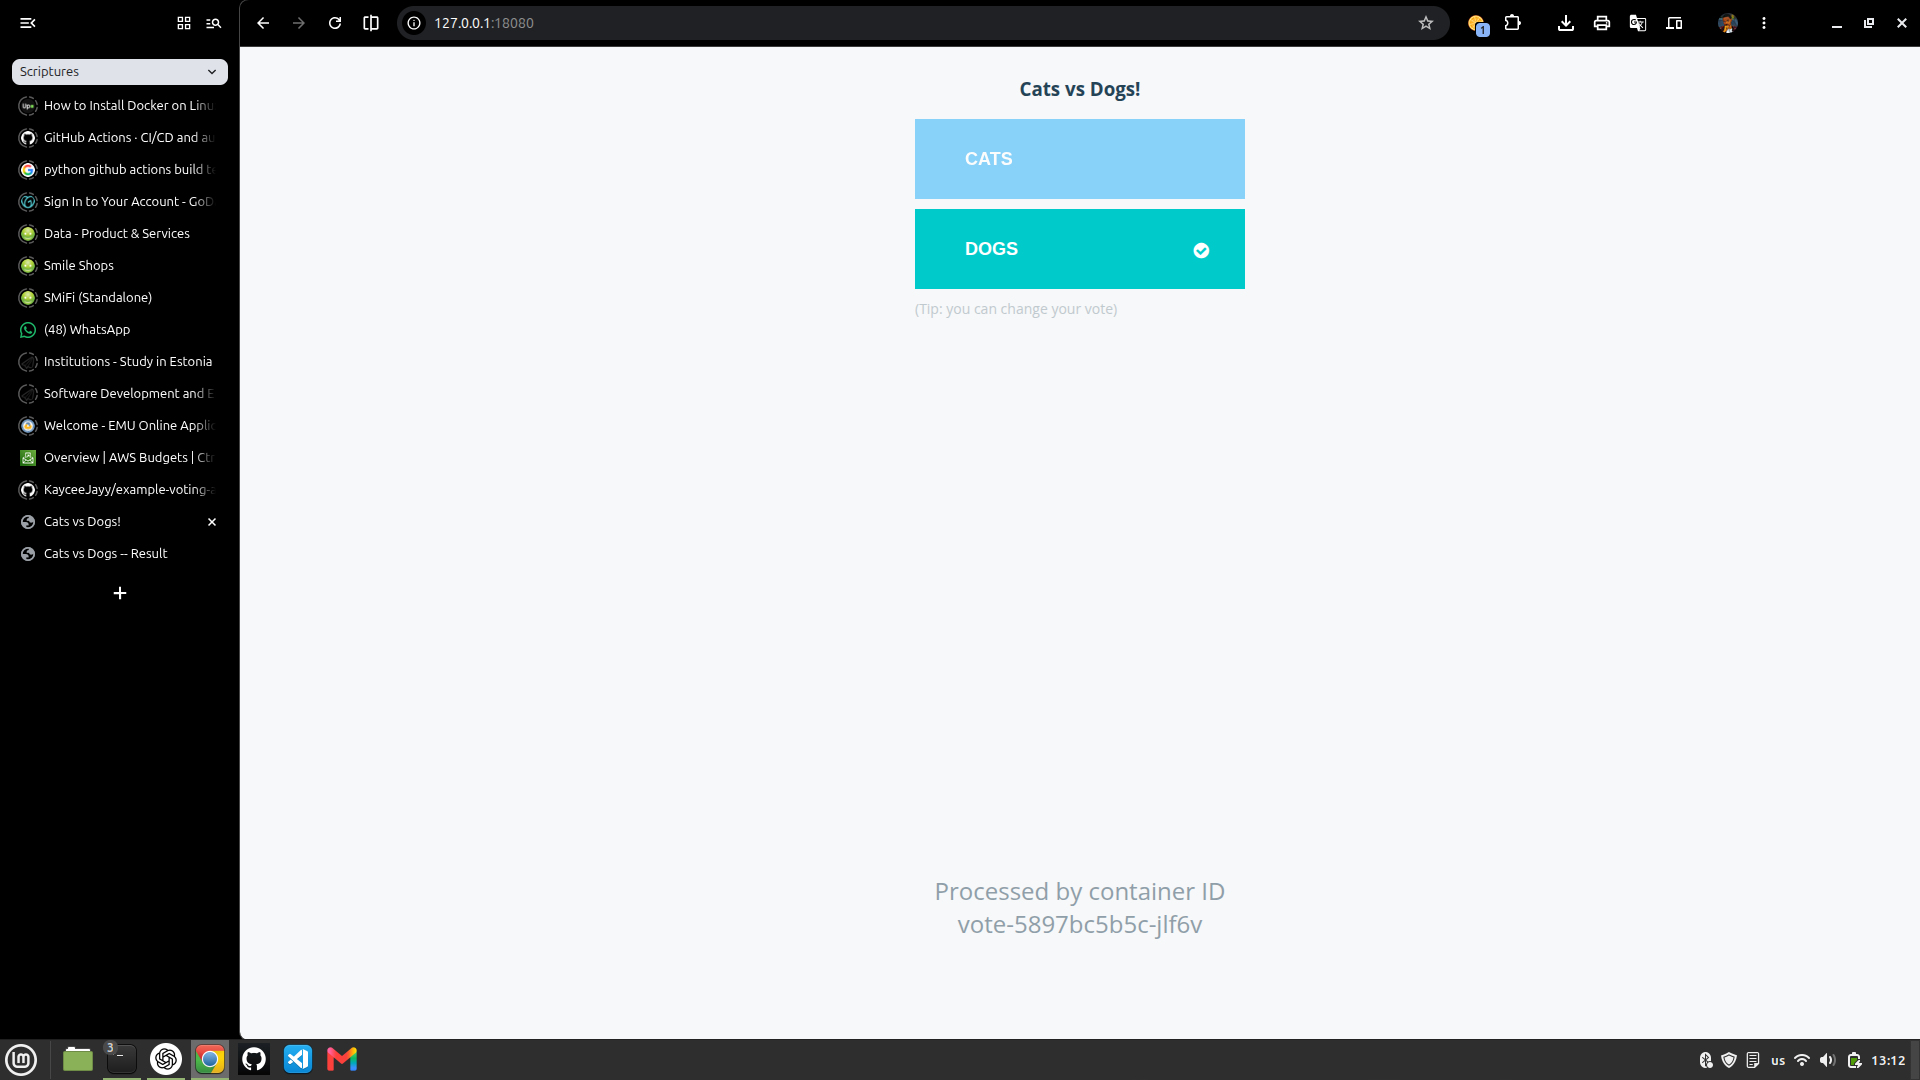 127.0.0.1:18080
1
Scriptures
How to Install Docker on Linu
GitHub Actions · CI/CD and au
python github actions build te
Sign In to Your Account - GoD
Data - Product & Services
Smile Shops
SMiFi (Standalone)
(48) WhatsApp
Institutions - Study in Estonia
Software Development and E
Welcome - EMU Online Applic
Overview | AWS Budgets | Ctr
KayceeJayy/example-voting-a
Cats vs Dogs!
Cats vs Dogs -- Result
Cats vs Dogs!
CATS
DOGS
(Tip: you can change your vote)
Processed by container ID
vote-5897bc5b5c-jlf6v
3
us
13:12